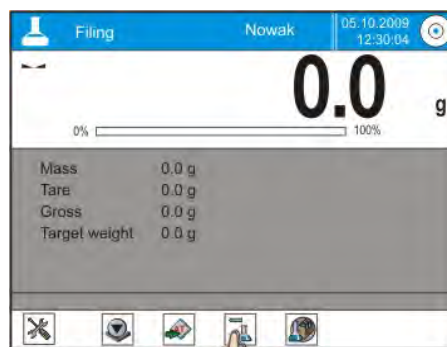 Filing Nowak 05.10.2009
12:30:04
0.0 g
0% 100%
Mass 0.0 g
Tare 0.0 g
Gross 0.0 g
Target weight 0.0 g